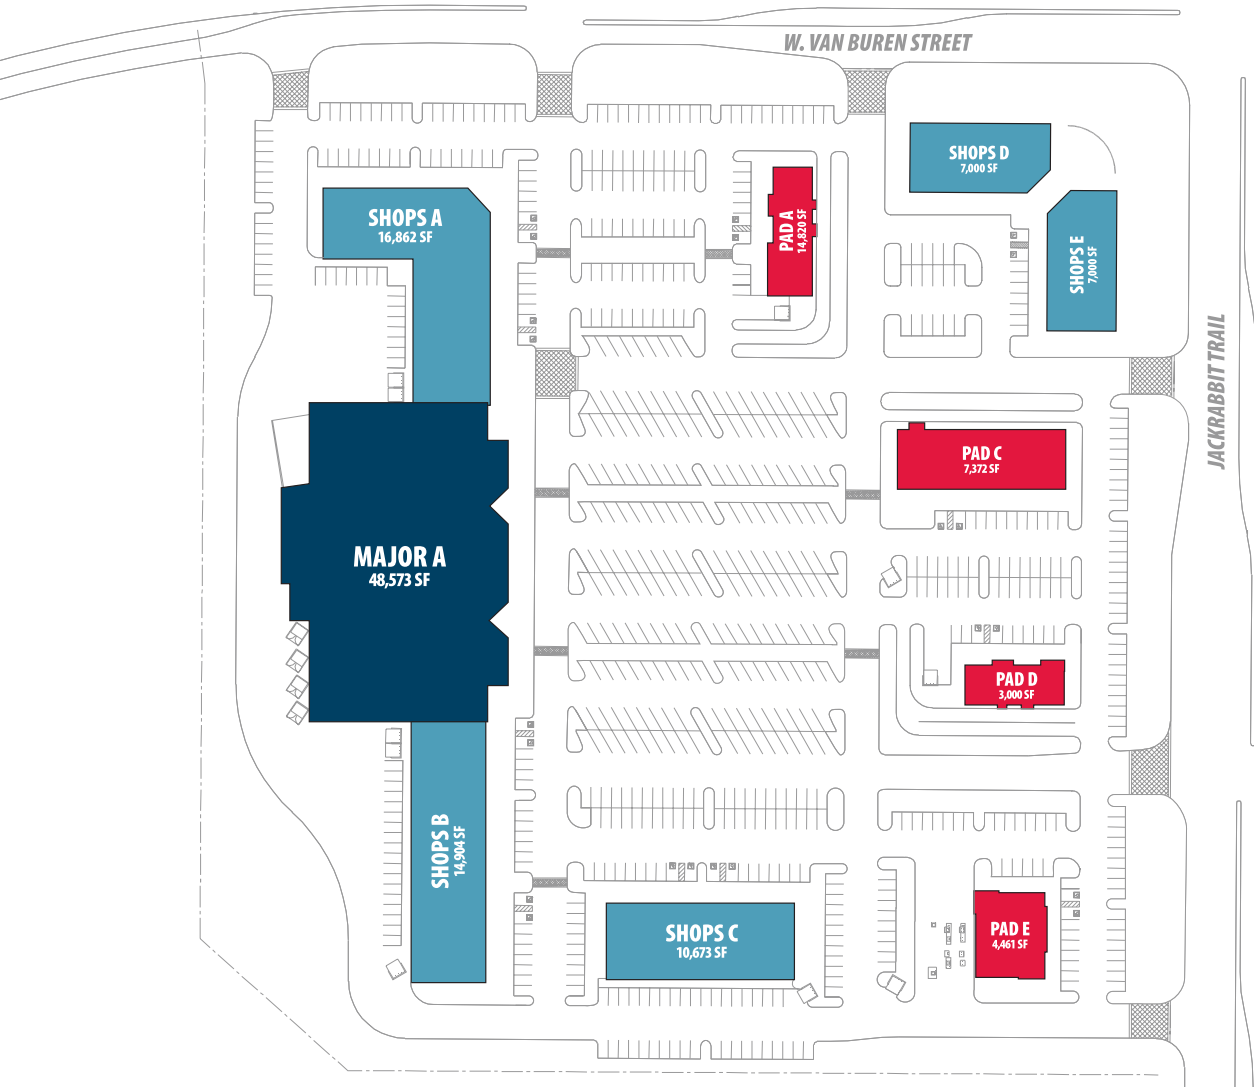 W. VAN BUREN STREET
SHOPS D
7,000 SF
SHOPS A
16,862 SF
PAD A
14,820 SF
SHOPS E
7,000 SF
JACKRABBIT TRAIL
PAD C
7,372 SF
MAJOR A
48,573 SF
PAD D
3,000 SF
SHOPS B
14,904 SF
SHOPS C
10,673 SF
PAD E
4,461 SF